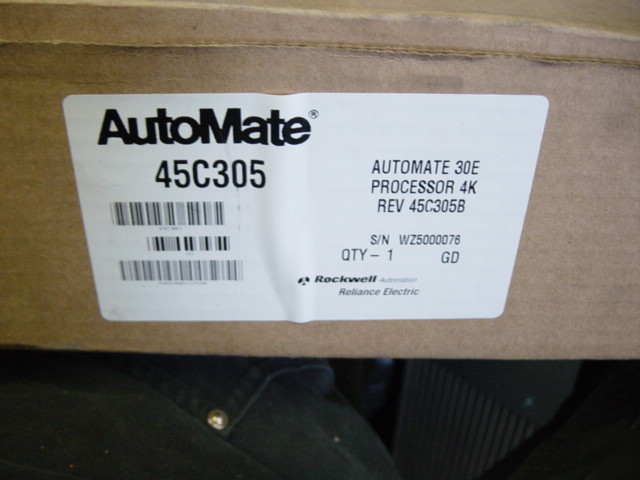 AutoMate®
45C305
AUTOMATE 30E
PROCESSOR 4K
REV 45C305B
S/N WZ5000076
QTY - 1 GD
Rockwell Automation
Reliance Electric